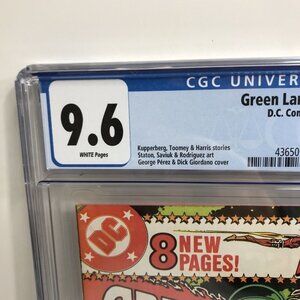 CGC UNIVER
9.6
WHITE Pages
Green Lan
D.C. Com
Kupperberg, Toomey & Harris stories
Staton, Saviuk & Rodriguez art
George Pérez & Dick Giordano cover
43650
DC
8 NEW
PAGES!